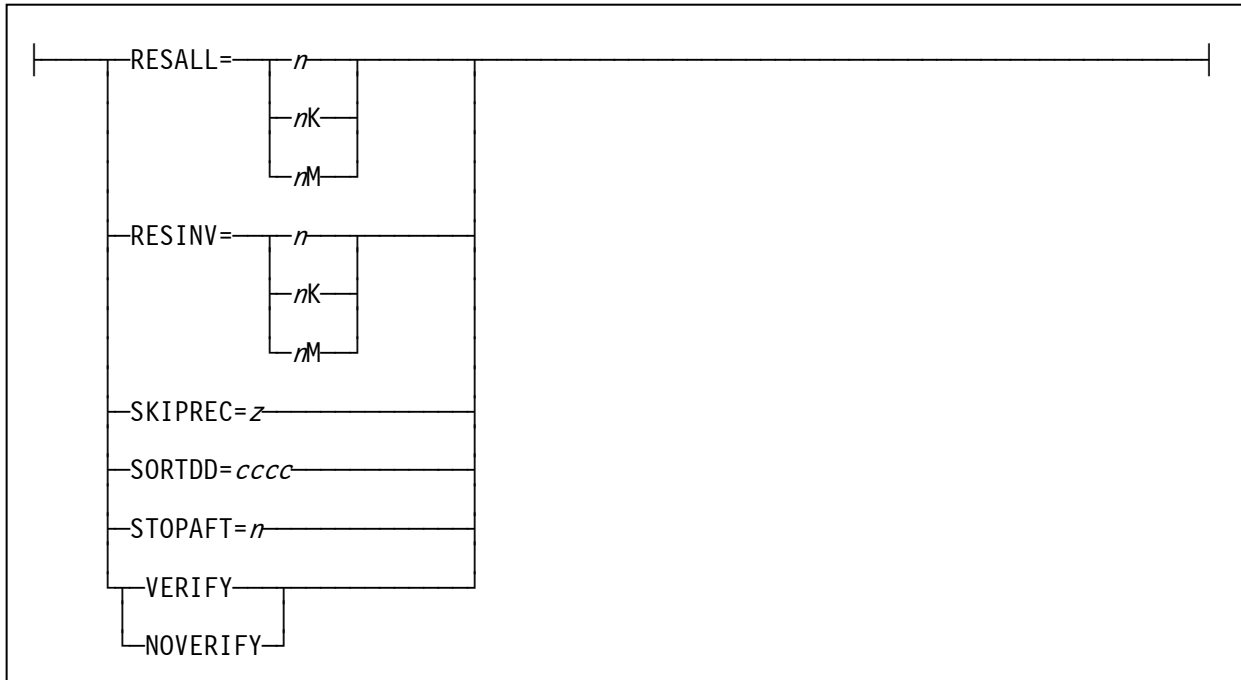 RESALL= n
nK
nM
RESINV= n
nK
nM
SKIPREC=z
SORTDD=cccc
STOPAFT=n
VERIFY
NOVERIFY